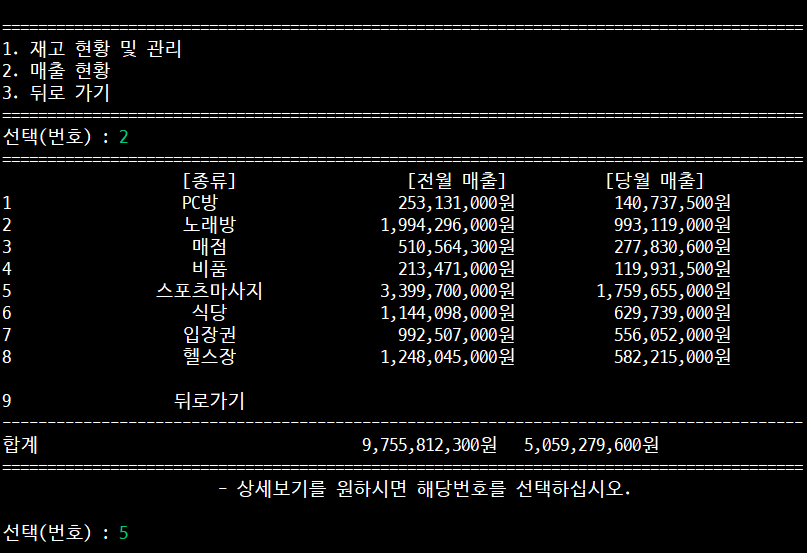 ================================================================================
1. 재고 현황 및 관리
2. 매출 현황
3. 뒤로 가기
================================================================================
선택(번호) : 2
================================================================================
[종류] [전월 매출] [당월 매출]
1 PC방 253,131,000원 140,737,500원
2 노래방 1,994,296,000원 993,119,000원
3 매점 510,564,300원 277,830,600원
4 비품 213,471,000원 119,931,500원
5 스포츠마사지 3,399,700,000원 1,759,655,000원
6 식당 1,144,098,000원 629,739,000원
7 입장권 992,507,000원 556,052,000원
8 헬스장 1,248,045,000원 582,215,000원
9 뒤로가기
--------------------------------------------------------------------------------
합계 9,755,812,300원 5,059,279,600원
================================================================================
- 상세보기를 원하시면 해당번호를 선택하십시오.
선택(번호) : 5